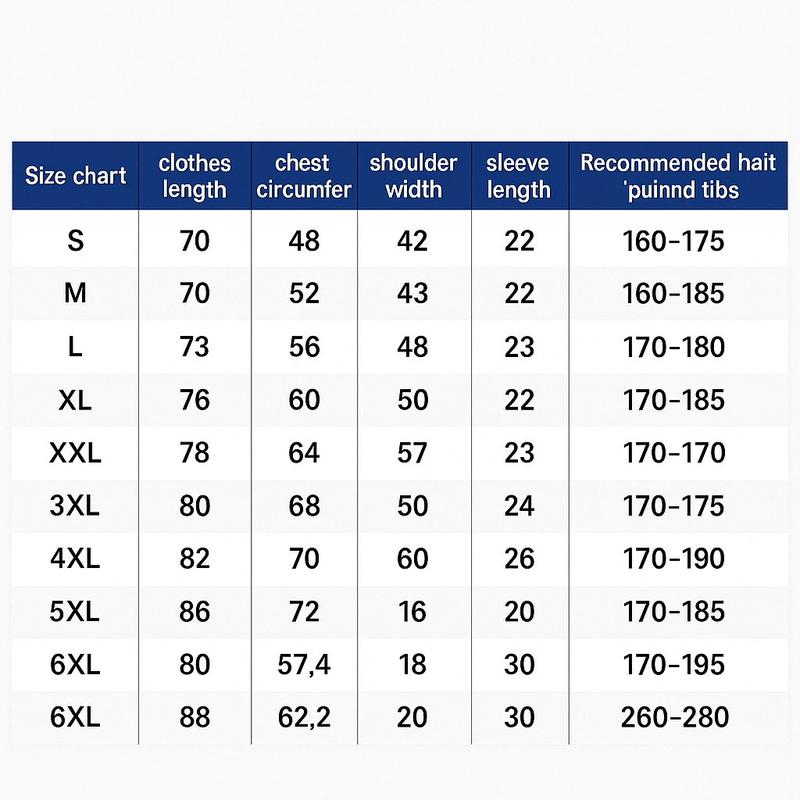 Size chart clothes length chest circumfer shoulder width sleeve length Recommended hait 'puinnd tibs
S 70 48 42 22 160-175
M 70 52 43 22 160-185
L 73 56 48 23 170-180
XL 76 60 50 22 170-185
XXL 78 64 57 23 170-170
3XL 80 68 50 24 170-175
4XL 82 70 60 26 170-190
5XL 86 72 16 20 170-185
6XL 80 57,4 18 30 170-195
6XL 88 62,2 20 30 260-280